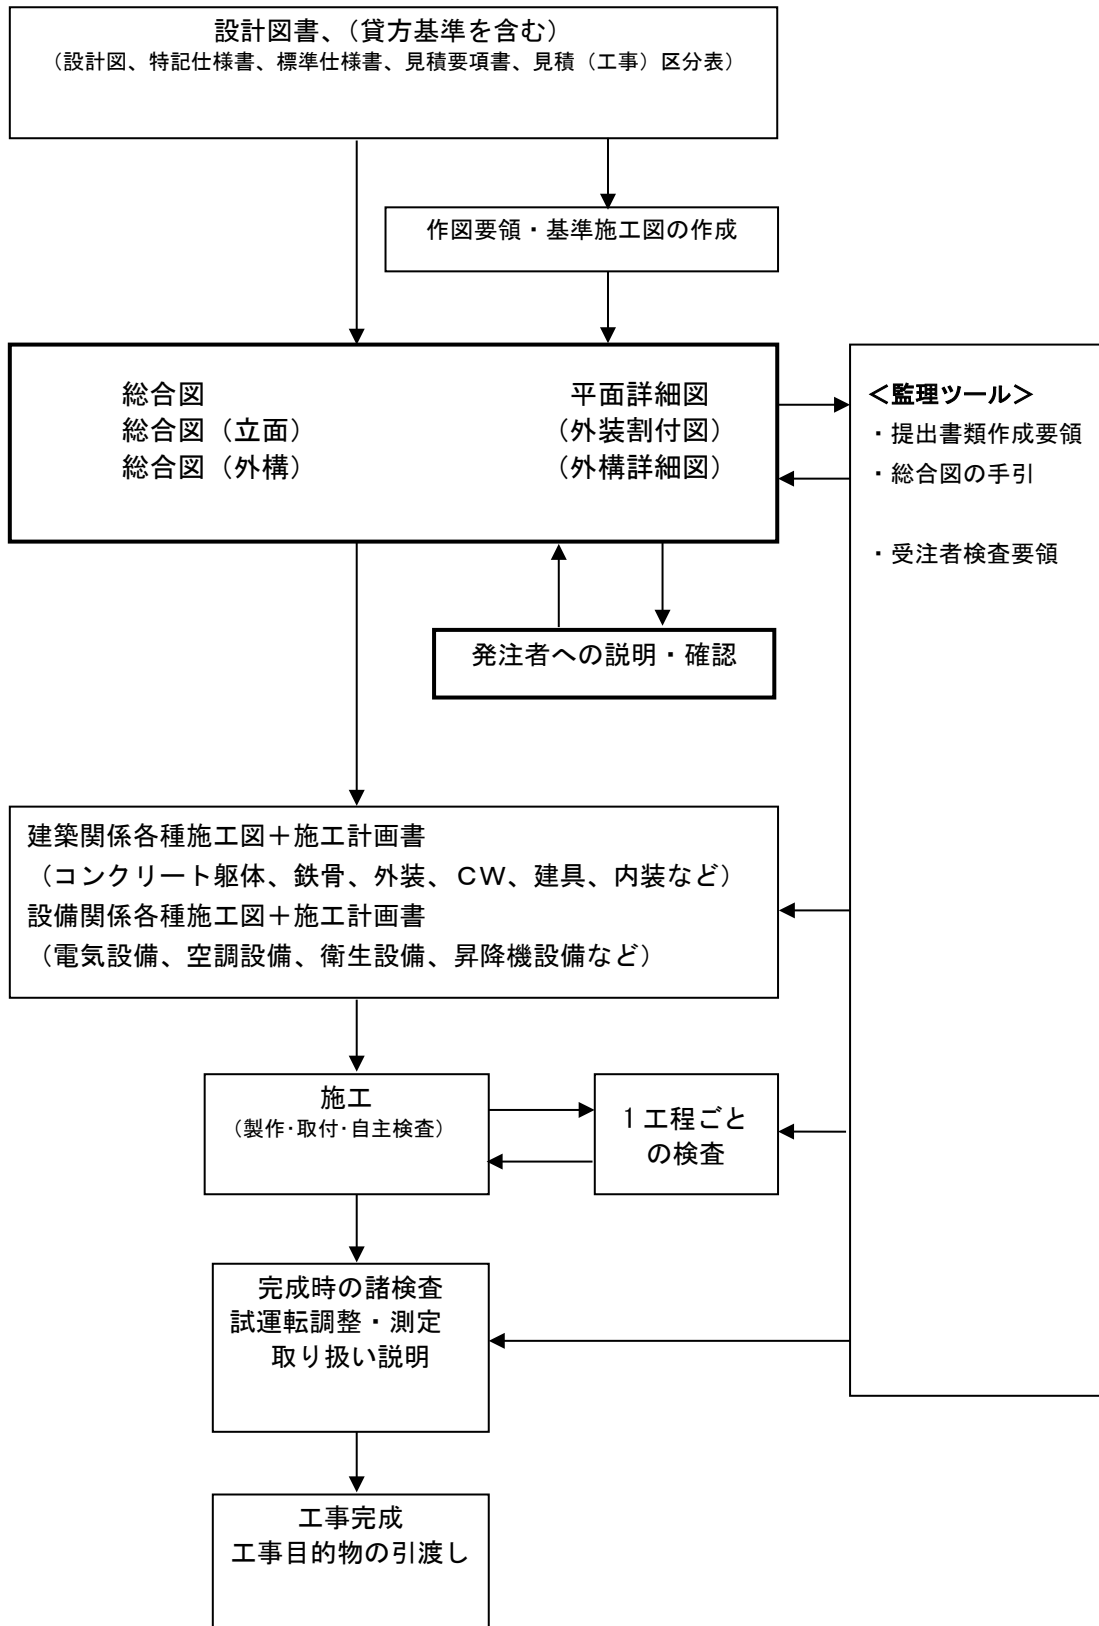 設計図書、（貸方基準を含む）
（設計図、特記仕様書、標準仕様書、見積要項書、見積（工事）区分表）
作図要領・基準施工図の作成
総合図　平面詳細図
総合図（立面）　（外装割付図）
総合図（外構）　（外構詳細図）
＜監理ツール＞
・提出書類作成要領
・総合図の手引
・受注者検査要領
発注者への説明・確認
建築関係各種施工図＋施工計画書
（コンクリート躯体、鉄骨、外装、ＣＷ、建具、内装など）
設備関係各種施工図＋施工計画書
（電気設備、空調設備、衛生設備、昇降機設備など）
施工
（製作･取付･自主検査）
１工程ごと
の検査
完成時の諸検査
試運転調整・測定
取り扱い説明
工事完成
工事目的物の引渡し